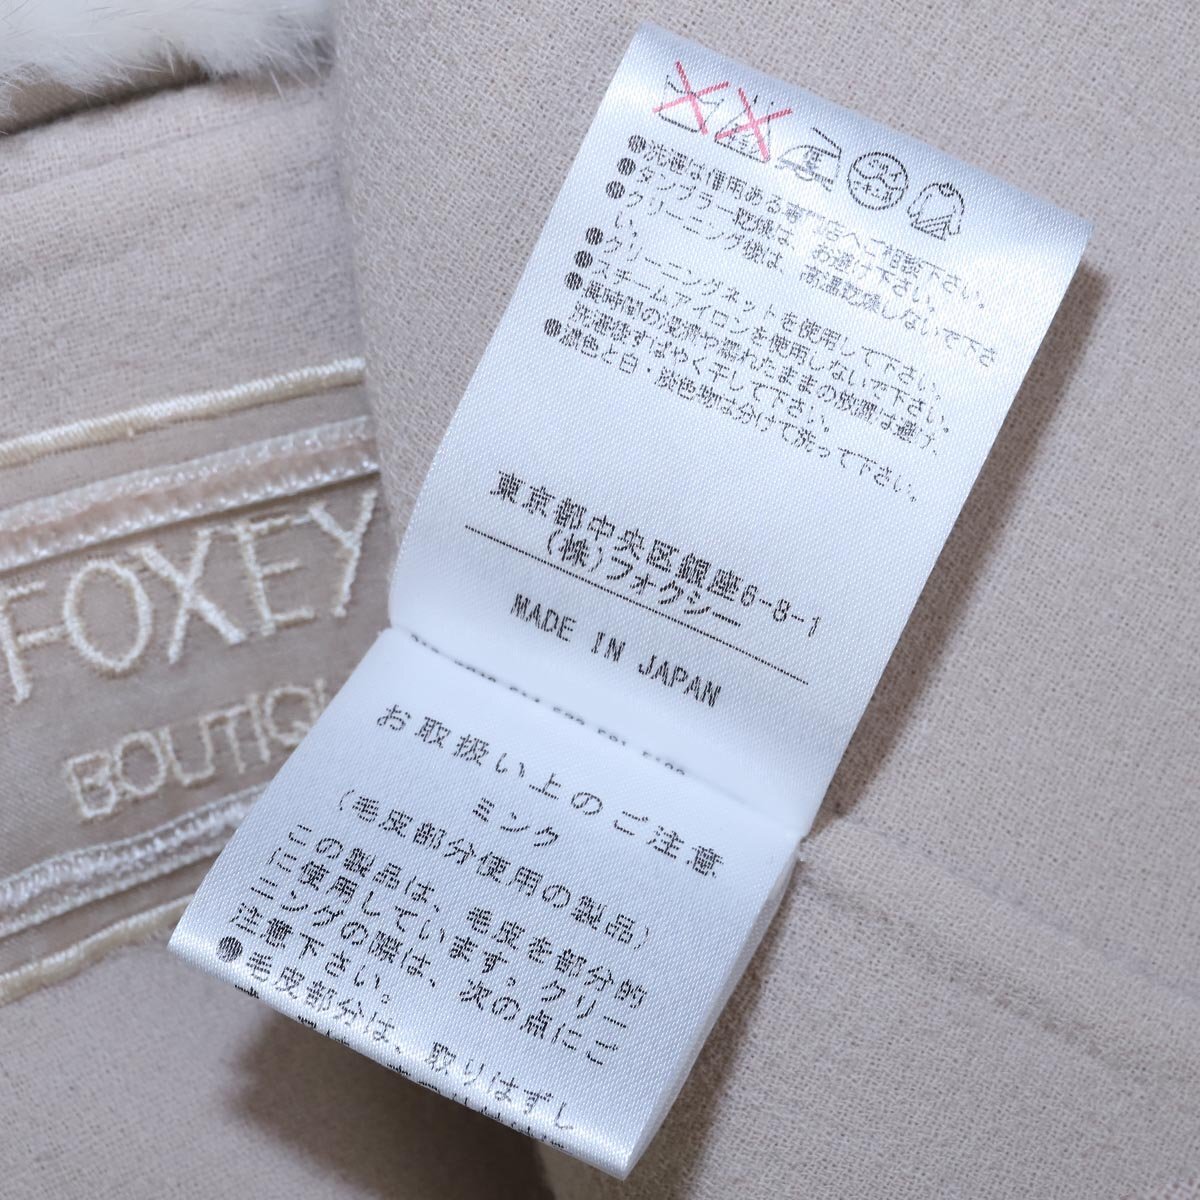 ●洗濯は信用ある専門店へご相談下さい。
●タンブラー乾燥は、お避け下さい。
●クリーニング様は、高温乾燥しないで下さ
い。
●クリーニングネットを使用して下さい。
●スチームアイロンを使用しないで下さい。
●長時間の浸漬や濡れたままの放置は避け、
洗濯後すばやく干して下さい。
●濃色と白・淡色物は分けて洗って下さい。
東京都中央区銀座6-8-1
(株)フォクシー
MADE IN JAPAN
お取扱い上のご注意
ミンク
(毛皮部分使用の製品)
この製品は、毛皮を部分的
に使用しています。クリー
ニングの際は、次の点にご
注意下さい。
●毛皮部分は、取りはずし
FOXEY
BOUTIQU